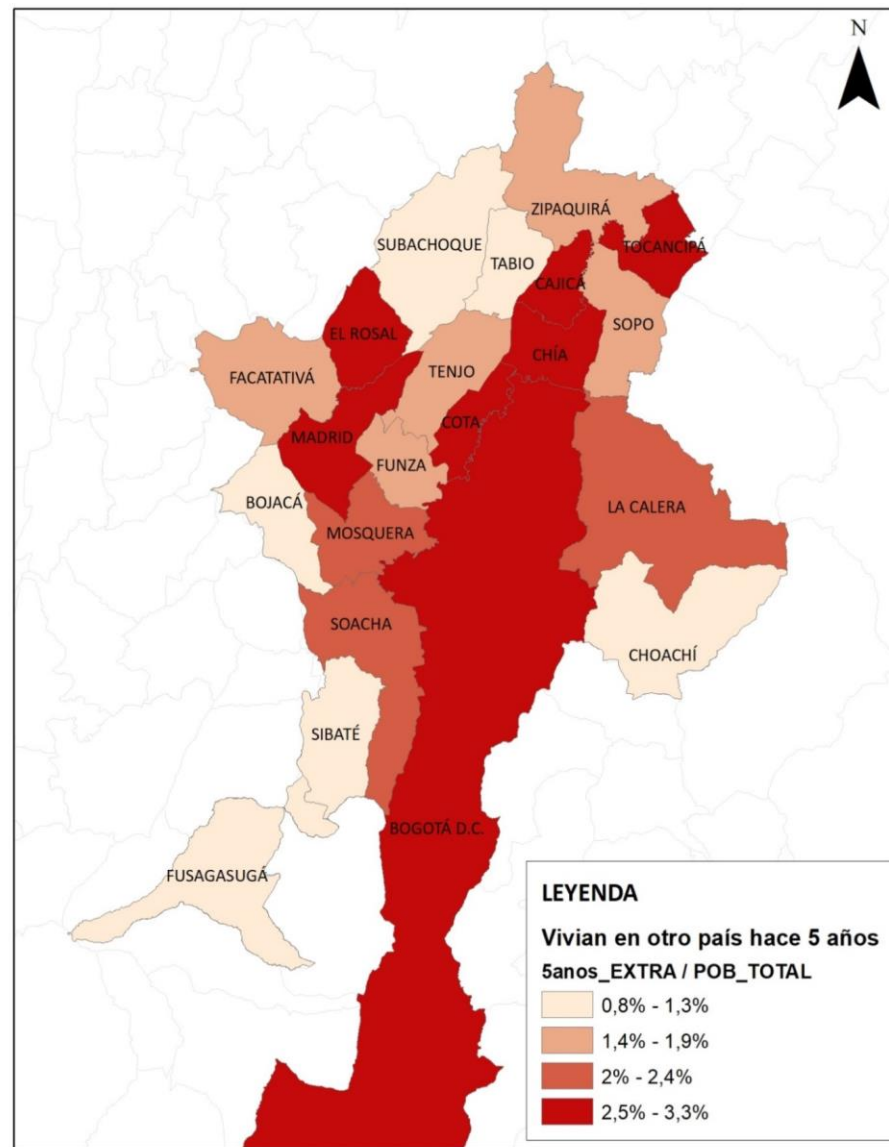 N
ZIPAQUIRÁ
SUBACHOQUE
TOCANCIPÁ
TABIO
CAJICÁ
EL ROSAL
SOPO
CHÍA
FACATATIVÁ
TENJO
COTA
MADRID
FUNZA
BOJACÁ
LA CALERA
MOSQUERA
SOACHA
CHOACHÍ
SIBATÉ
BOGOTÁ D.C.
FUSAGASUGÁ
LEYENDA
Vivian en otro país hace 5 años
5anos_EXTRA / POB_TOTAL
0,8% - 1,3%
1,4% - 1,9%
2% - 2,4%
2,5% - 3,3%